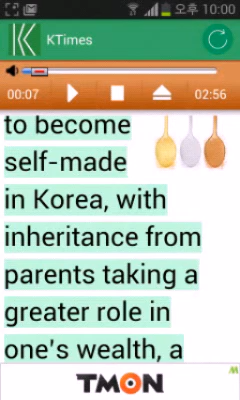 오후 10:00
KTimes
00:07
02:56
to become
self-made
in Korea, with
inheritance from
parents taking a
greater role in
one's wealth, a
TMON